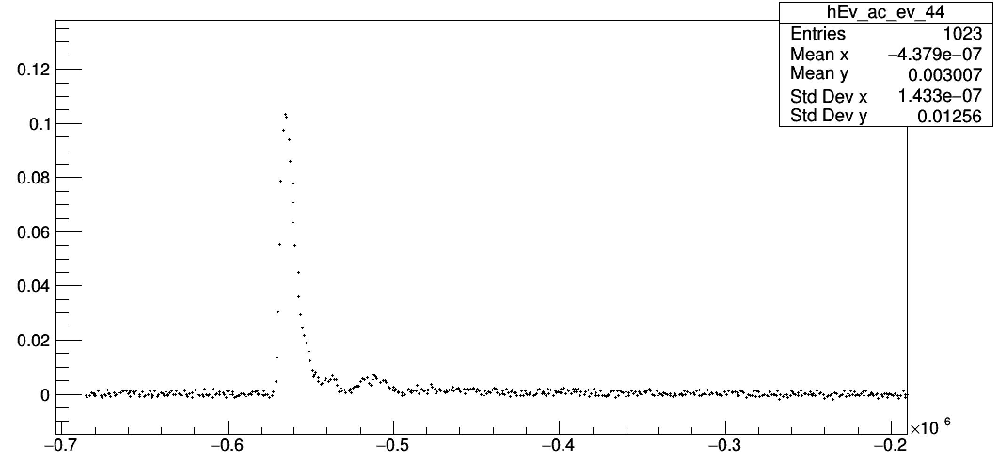 hEv_ac_ev_44
Entries 1023
Mean x −4.379e−07
Mean y 0.003007
Std Dev x 1.433e−07
Std Dev y 0.01256
0.12
0.1
0.08
0.06
0.04
0.02
0
−0.7 −0.6 −0.5 −0.4 −0.3 −0.2
×10⁻⁶